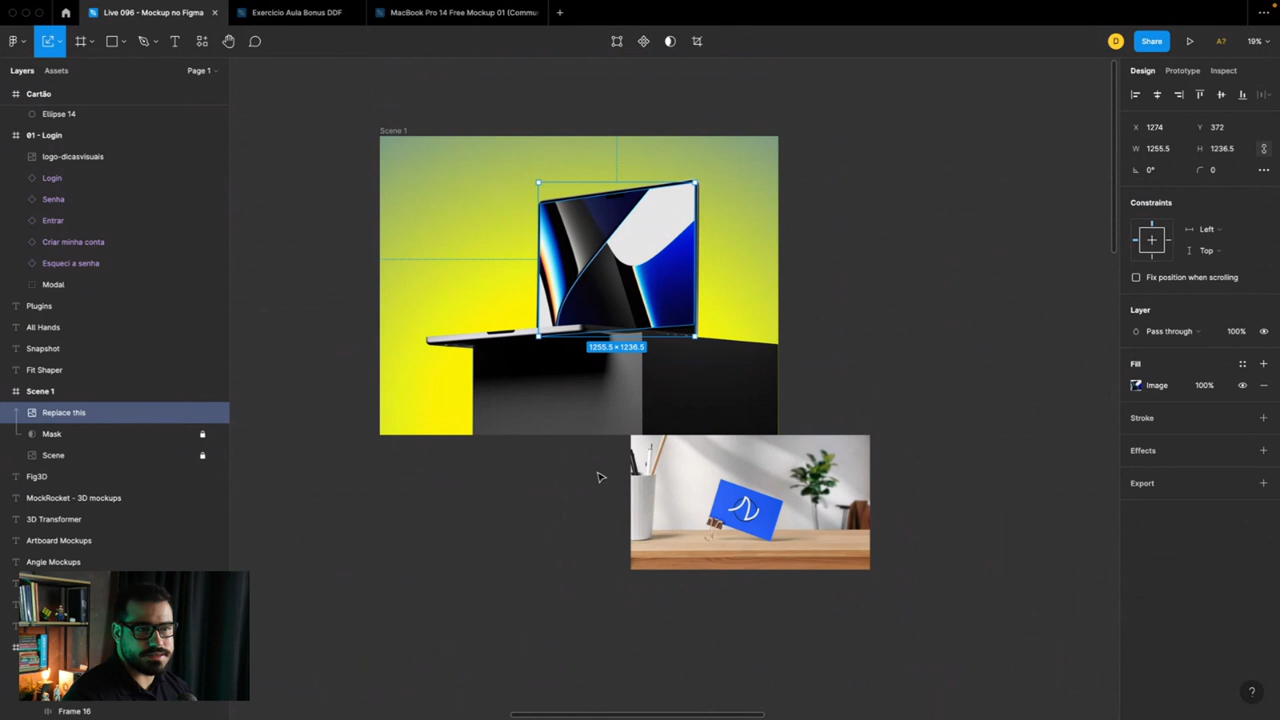 Live 096 - Mockup no Figma
Exercício Aula Bonus DDF
MacBook Pro 14 Free Mockup 01 (Commu
Share
A?
19%
Layers
Assets
Page 1
Design
Prototype
Inspect
Cartão
Ellipse 14
01 - Login
logo-dicasvisuais
Login
Senha
Entrar
Criar minha conta
Esqueci a senha
Modal
Plugins
All Hands
Snapshot
Fit Shaper
Scene 1
Replace this
Mask
Scene
Fig3D
MockRocket - 3D mockups
3D Transformer
Artboard Mockups
Angle Mockups
Frame 16
Scene 1
1255.5 × 1236.5
X 1274 Y 372
W 1255.5 H 1236.5
0° 0
Constraints
Left
Top
Fix position when scrolling
Layer
Pass through 100%
Fill
Image 100%
Stroke
Effects
Export
D
?